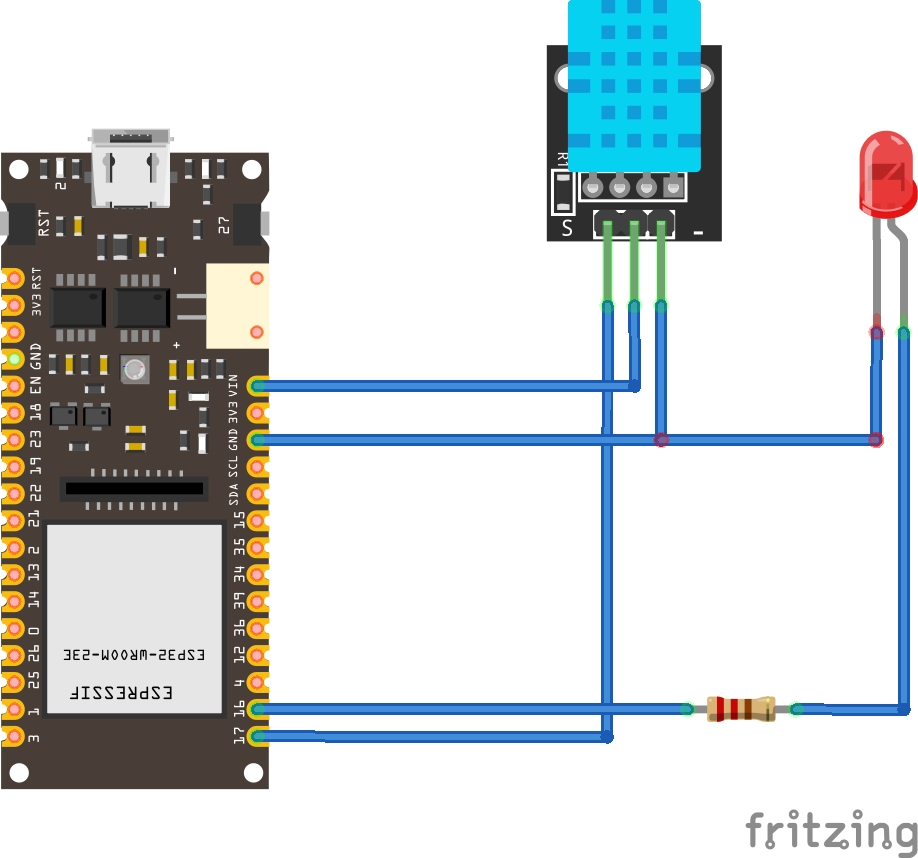 2
RST
27
R1
S
-
RST
3V3
GND
EN
18
23
19
22
21
2
13
14
0
26
25
1
3
-
+
VIN
3V3
GND
SCL
SDA
15
35
34
39
36
12
4
16
17
ESPRESSIF
ESP32-WROOM-32E
fritzing